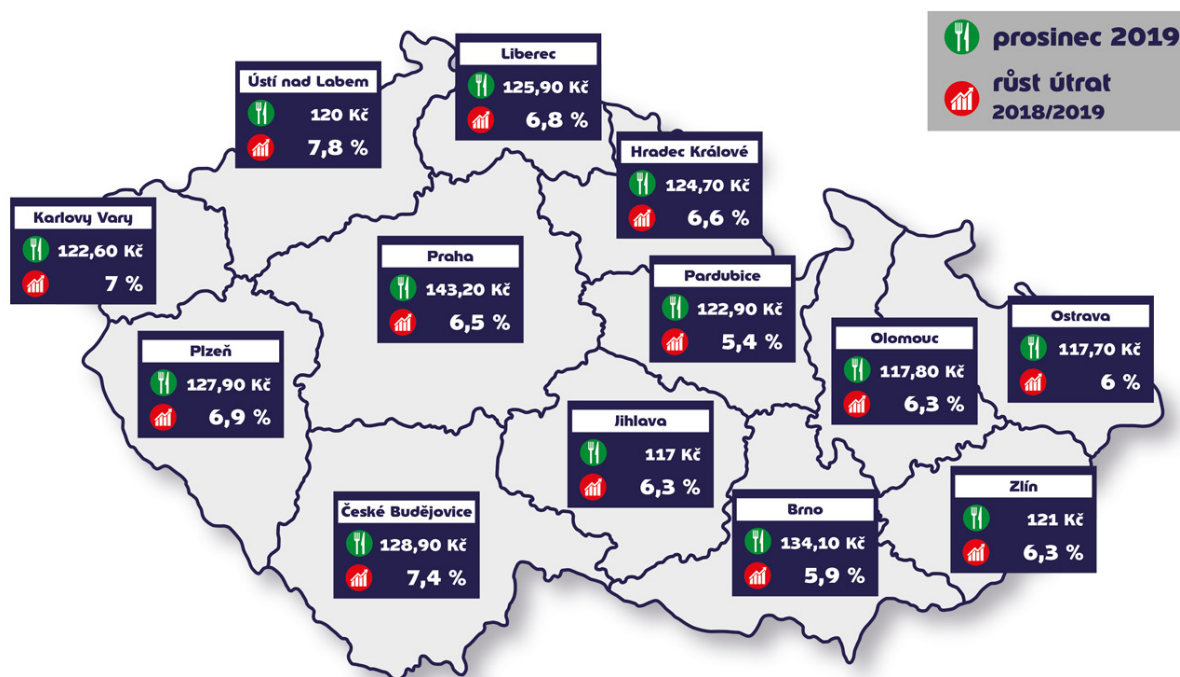 prosinec 2019
růst útrat
2018/2019
Liberec
125,90 Kč
6,8 %
Ústí nad Labem
120 Kč
7,8 %
Hradec Králové
124,70 Kč
6,6 %
Karlovy Vary
122,60 Kč
7 %
Praha
143,20 Kč
6,5 %
Pardubice
122,90 Kč
5,4 %
Ostrava
117,70 Kč
6 %
Olomouc
117,80 Kč
6,3 %
Plzeň
127,90 Kč
6,9 %
Jihlava
117 Kč
6,3 %
Zlín
121 Kč
6,3 %
České Budějovice
128,90 Kč
7,4 %
Brno
134,10 Kč
5,9 %